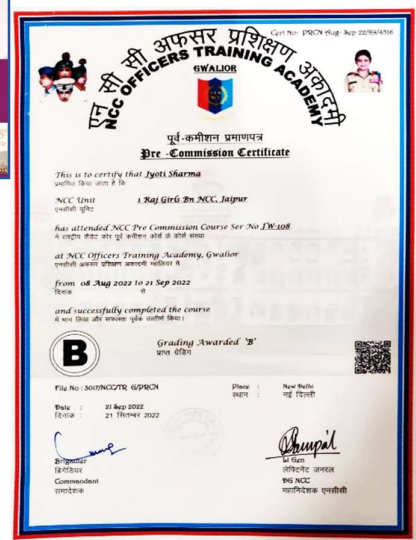 Cert No: PRCN Aug-Sep 22/69/4516
एन सी सी अफसर प्रशिक्षण अकादमी
NCC OFFICERS TRAINING ACADEMY
GWALIOR
पूर्व-कमीशन प्रमाणपत्र
Pre -Commission Certificate
This is to certify that Jyoti Sharma
प्रमाणित किया जाता है कि
NCC Unit 1 Raj Girls Bn NCC, Jaipur
एनसीसी यूनिट
has attended NCC Pre Commission Course Ser No JW-108
ने राष्ट्रीय कैडेट कोर पूर्व कमीशन कोर्स के कोर्स संख्या
at NCC Officers Training Academy, Gwalior
एनसीसी अफसर प्रशिक्षण अकादमी ग्वालियर में
from 08 Aug 2022 to 21 Sep 2022
दिनांक से
and successfully completed the course
में भाग लिया और सफलता पूर्वक उत्तीर्ण किया।
B
Grading Awarded 'B'
प्राप्त ग्रेडिंग
File No : 5017/NCC/TR G/PRCN
Place : New Delhi
स्थान : नई दिल्ली
Date : 21 Sep 2022
दिनांक : 21 सितम्बर 2022
Brigadier
ब्रिगेडियर
Commandant
समादेशक
Lt Gen
लेफ्टिनेंट जनरल
DG NCC
महानिदेशक एनसीसी